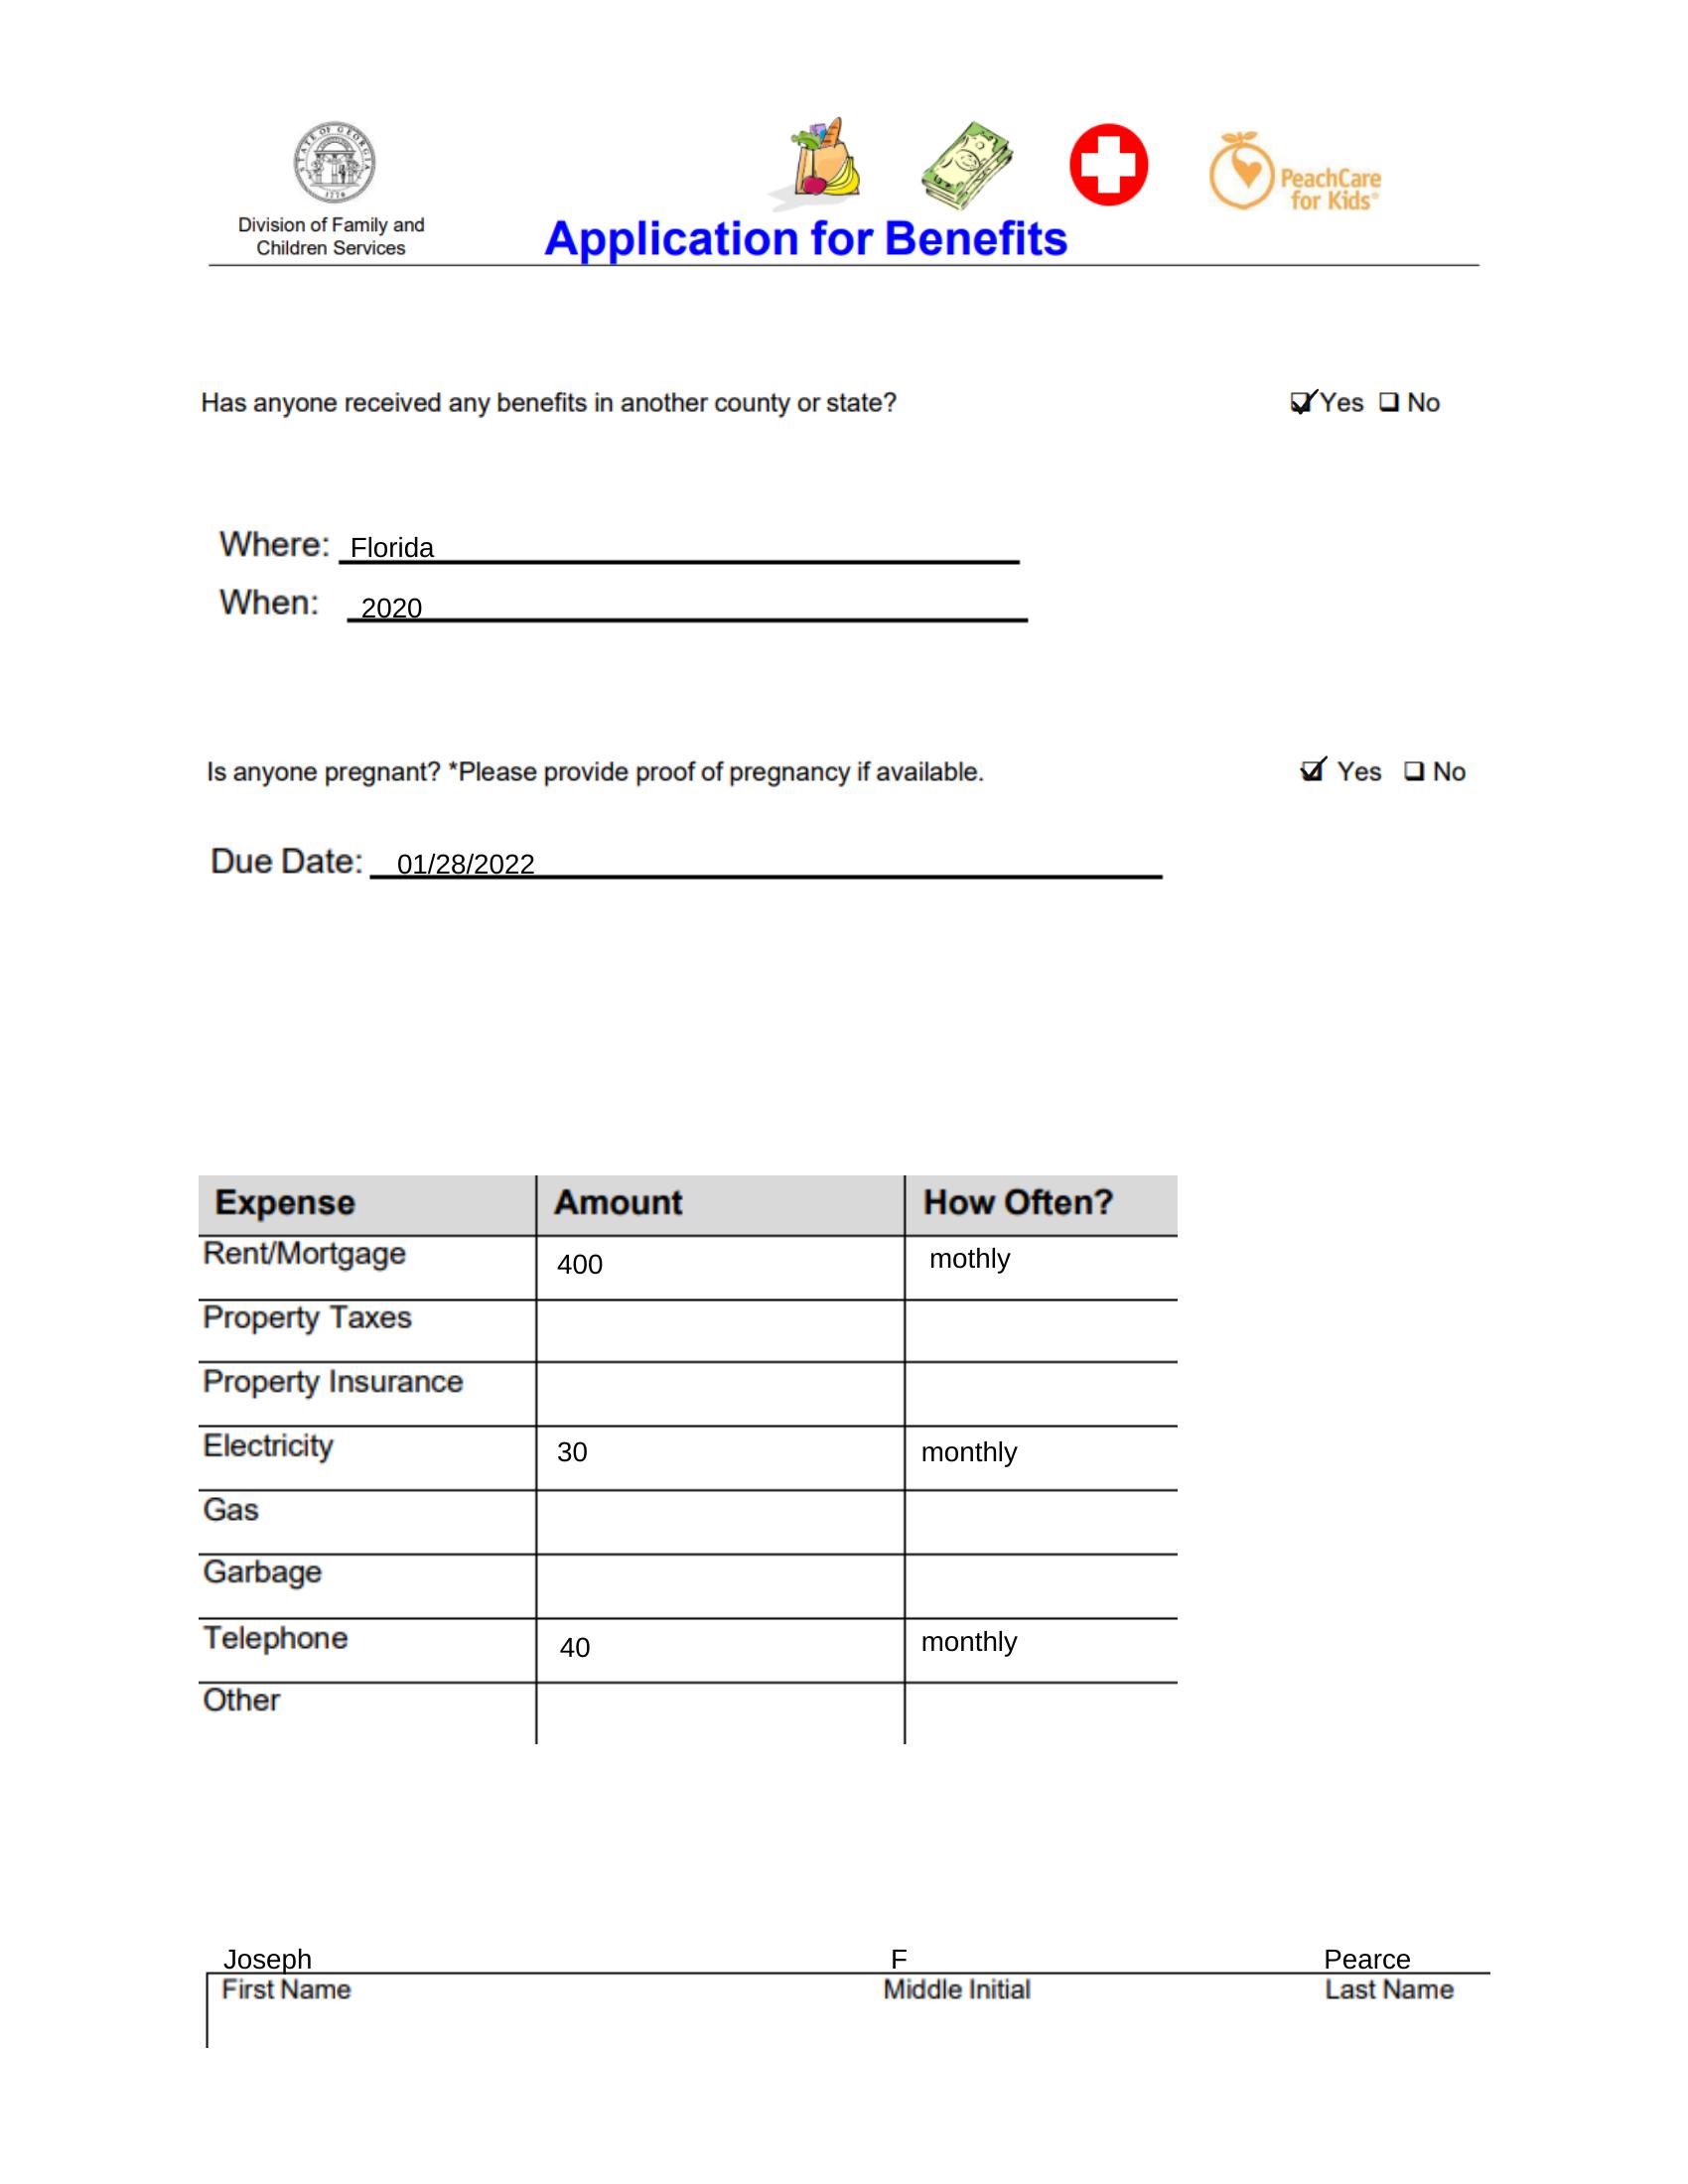 STATE OF GEORGIA
1776
Division of Family and
Children Services
Application for Benefits
PeachCare
for Kids®
Has anyone received any benefits in another county or state? ❑ Yes ❑ No
Where: Florida
When: 2020
Is anyone pregnant? *Please provide proof of pregnancy if available. ❑ Yes ❑ No
Due Date: 01/28/2022
Expense Amount How Often?
Rent/Mortgage 400 mothly
Property Taxes
Property Insurance
Electricity 30 monthly
Gas
Garbage
Telephone 40 monthly
Other
Joseph F Pearce
First Name Middle Initial Last Name